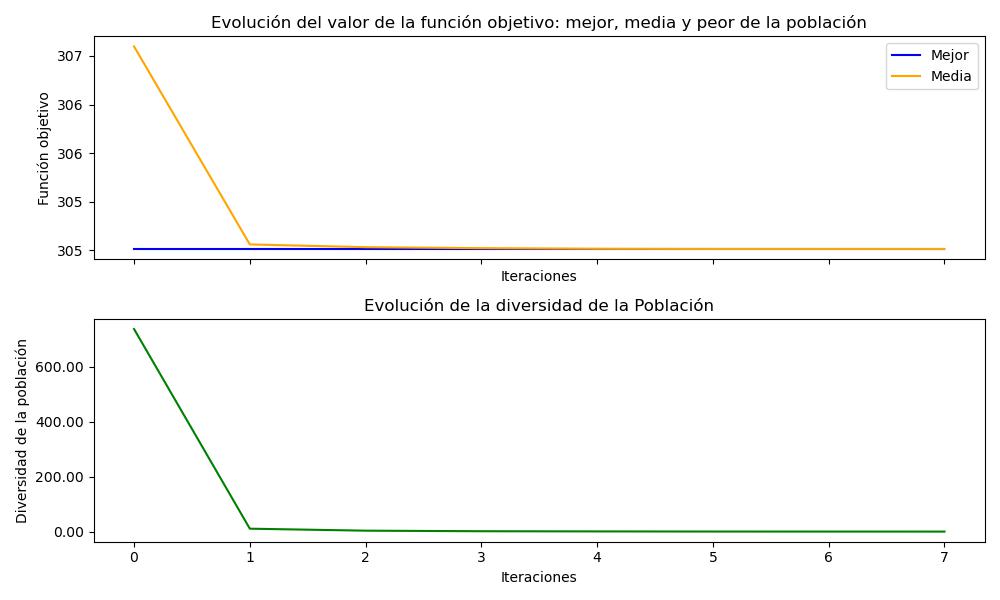 Evolución del valor de la función objetivo: mejor, media y peor de la población
307
306
306
305
305
Función objetivo
Mejor
Media
Iteraciones
Evolución de la diversidad de la Población
600.00
400.00
200.00
0.00
Diversidad de la población
0 1 2 3 4 5 6 7
Iteraciones